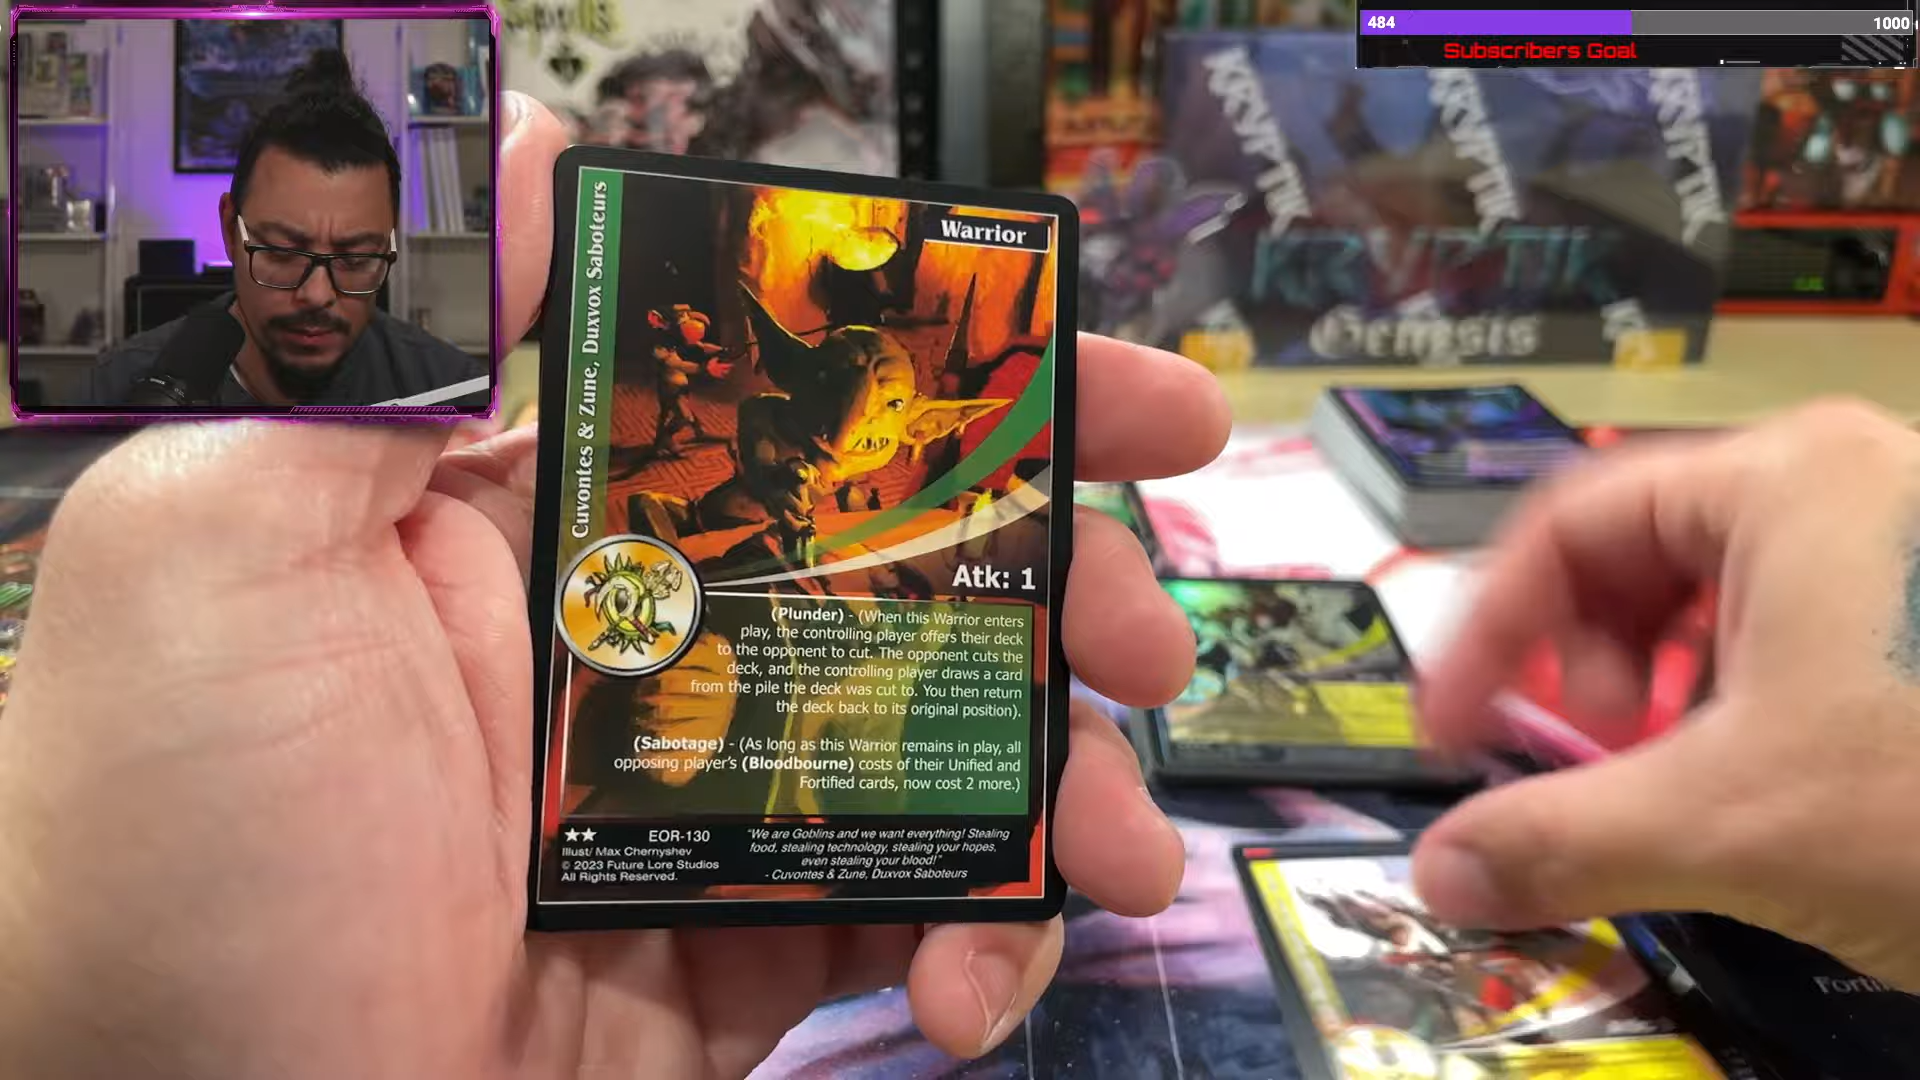 484
1000
Subscribers Goal
Spells
KRYPTIK
KRYPTIK
KRYPTIK
KRYPTIK
Genesis
Cuvontes & Zune, Duxvox Saboteurs
Warrior
Atk: 1
(Plunder) - (When this Warrior enters
play, the controlling player offers their deck
to the opponent to cut. The opponent cuts the
deck, and the controlling player draws a card
from the pile the deck was cut to. You then return
the deck back to its original position).
(Sabotage) - (As long as this Warrior remains in play, all
opposing player's (Bloodbourne) costs of their Unified and
Fortified cards, now cost 2 more.)
★★ EOR-130
Illust/ Max Chernyshev
© 2023 Future Lore Studios
All Rights Reserved.
"We are Goblins and we want everything! Stealing
food, stealing technology, stealing your hopes,
even stealing your blood!"
- Cuvontes & Zune, Duxvox Saboteurs